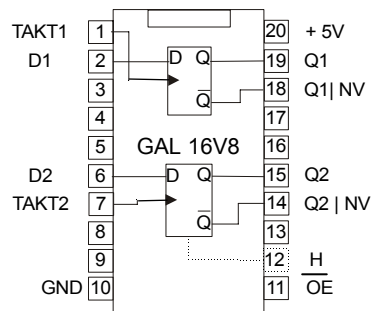 TAKT1 1 20 + 5V
D1 2 D Q 19 Q1
3 Q 18 Q1| NV
4 17
5 GAL 16V8 16
D2 6 D Q 15 Q2
TAKT2 7 Q 14 Q2 | NV
8 13
9 12 H
GND 10 11 OE